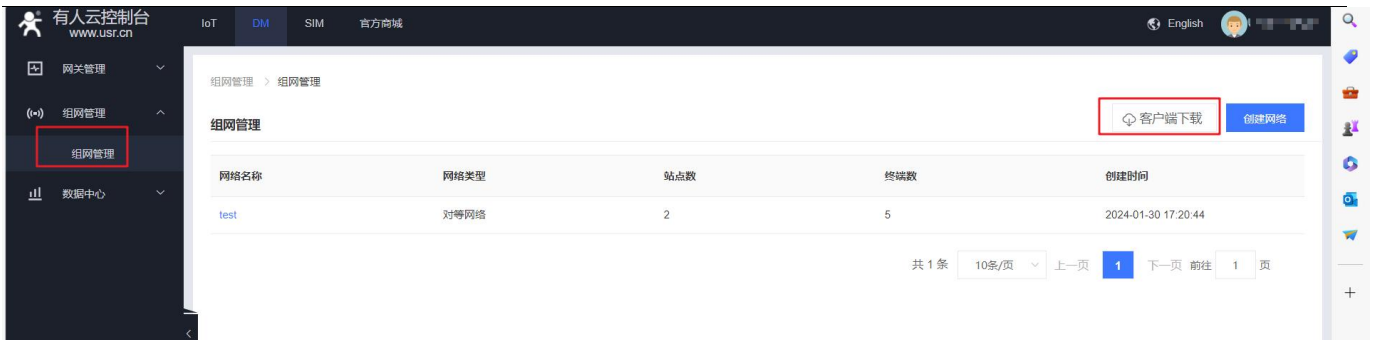 有人云控制台
www.usr.cn
IoT DM SIM 官方商城 English
网关管理
组网管理
组网管理
数据中心
组网管理 > 组网管理
组网管理 客户端下载 创建网络
网络名称 网络类型 站点数 终端数 创建时间
test 对等网络 2 5 2024-01-30 17:20:44
共 1 条 10条/页 上一页 1 下一页 前往 1 页